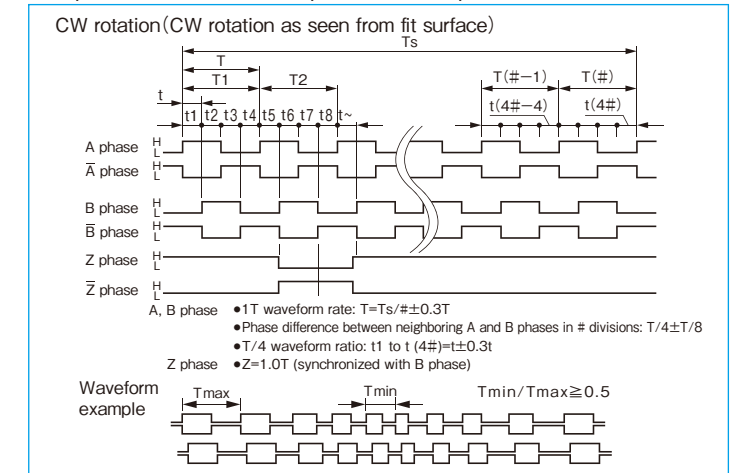 CW rotation(CW rotation as seen from fit surface)
Ts
T
T1 T2 T(#−1) T(#)
t
t1 t2 t3 t4 t5 t6 t7 t8 t~ t(4#−4) t(4#)
A phase H L
A̅ phase H L
B phase H L
B̅ phase H L
Z phase H L
Z̅ phase H L
A, B phase ●1T waveform rate: T=Ts/#±0.3T
●Phase difference between neighboring A and B phases in # divisions: T/4±T/8
●T/4 waveform ratio: t1 to t (4#)=t±0.3t
Z phase ●Z=1.0T (synchronized with B phase)
Waveform example
Tmax Tmin Tmin/Tmax≧0.5